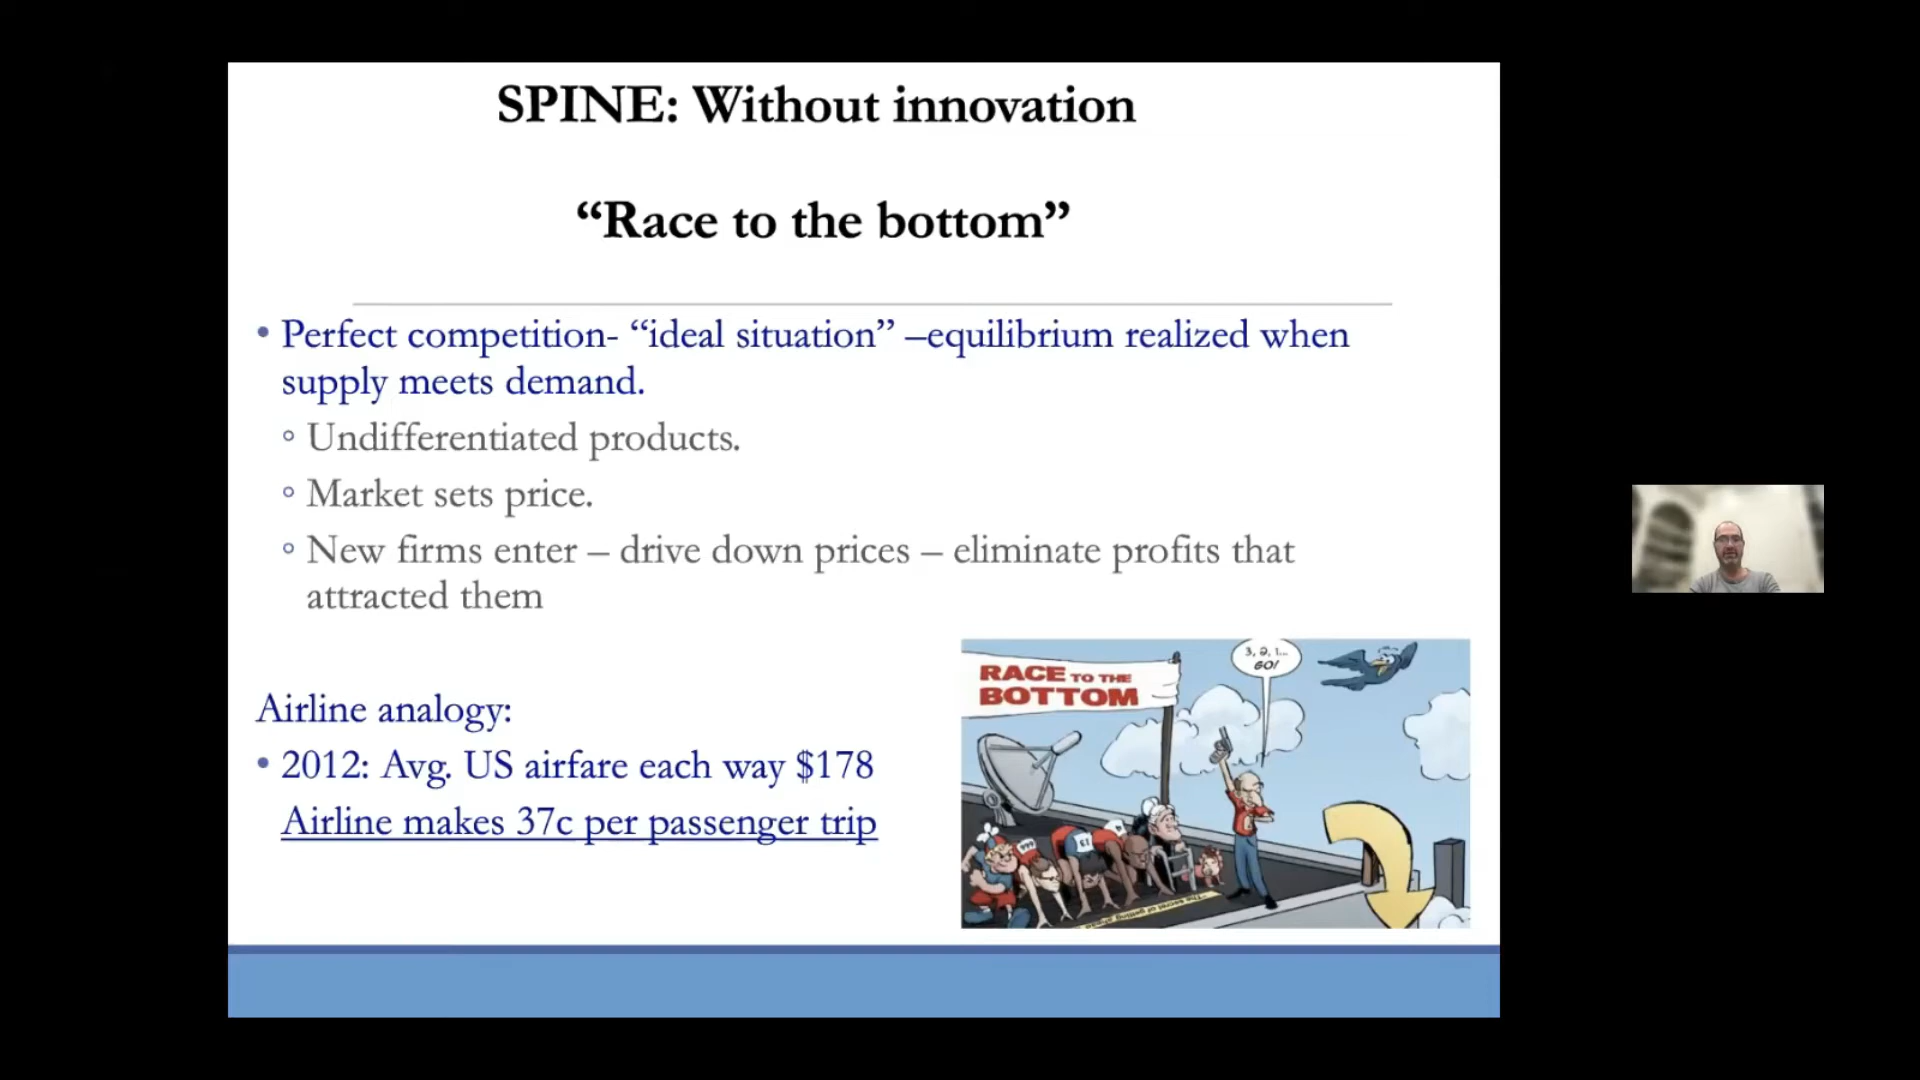 SPINE: Without innovation
“Race to the bottom”
• Perfect competition- “ideal situation” –equilibrium realized when
supply meets demand.
◦ Undifferentiated products.
◦ Market sets price.
◦ New firms enter – drive down prices – eliminate profits that
attracted them
Airline analogy:
• 2012: Avg. US airfare each way $178
Airline makes 37c per passenger trip
RACE TO THE
BOTTOM
3, 2, 1...
GO!